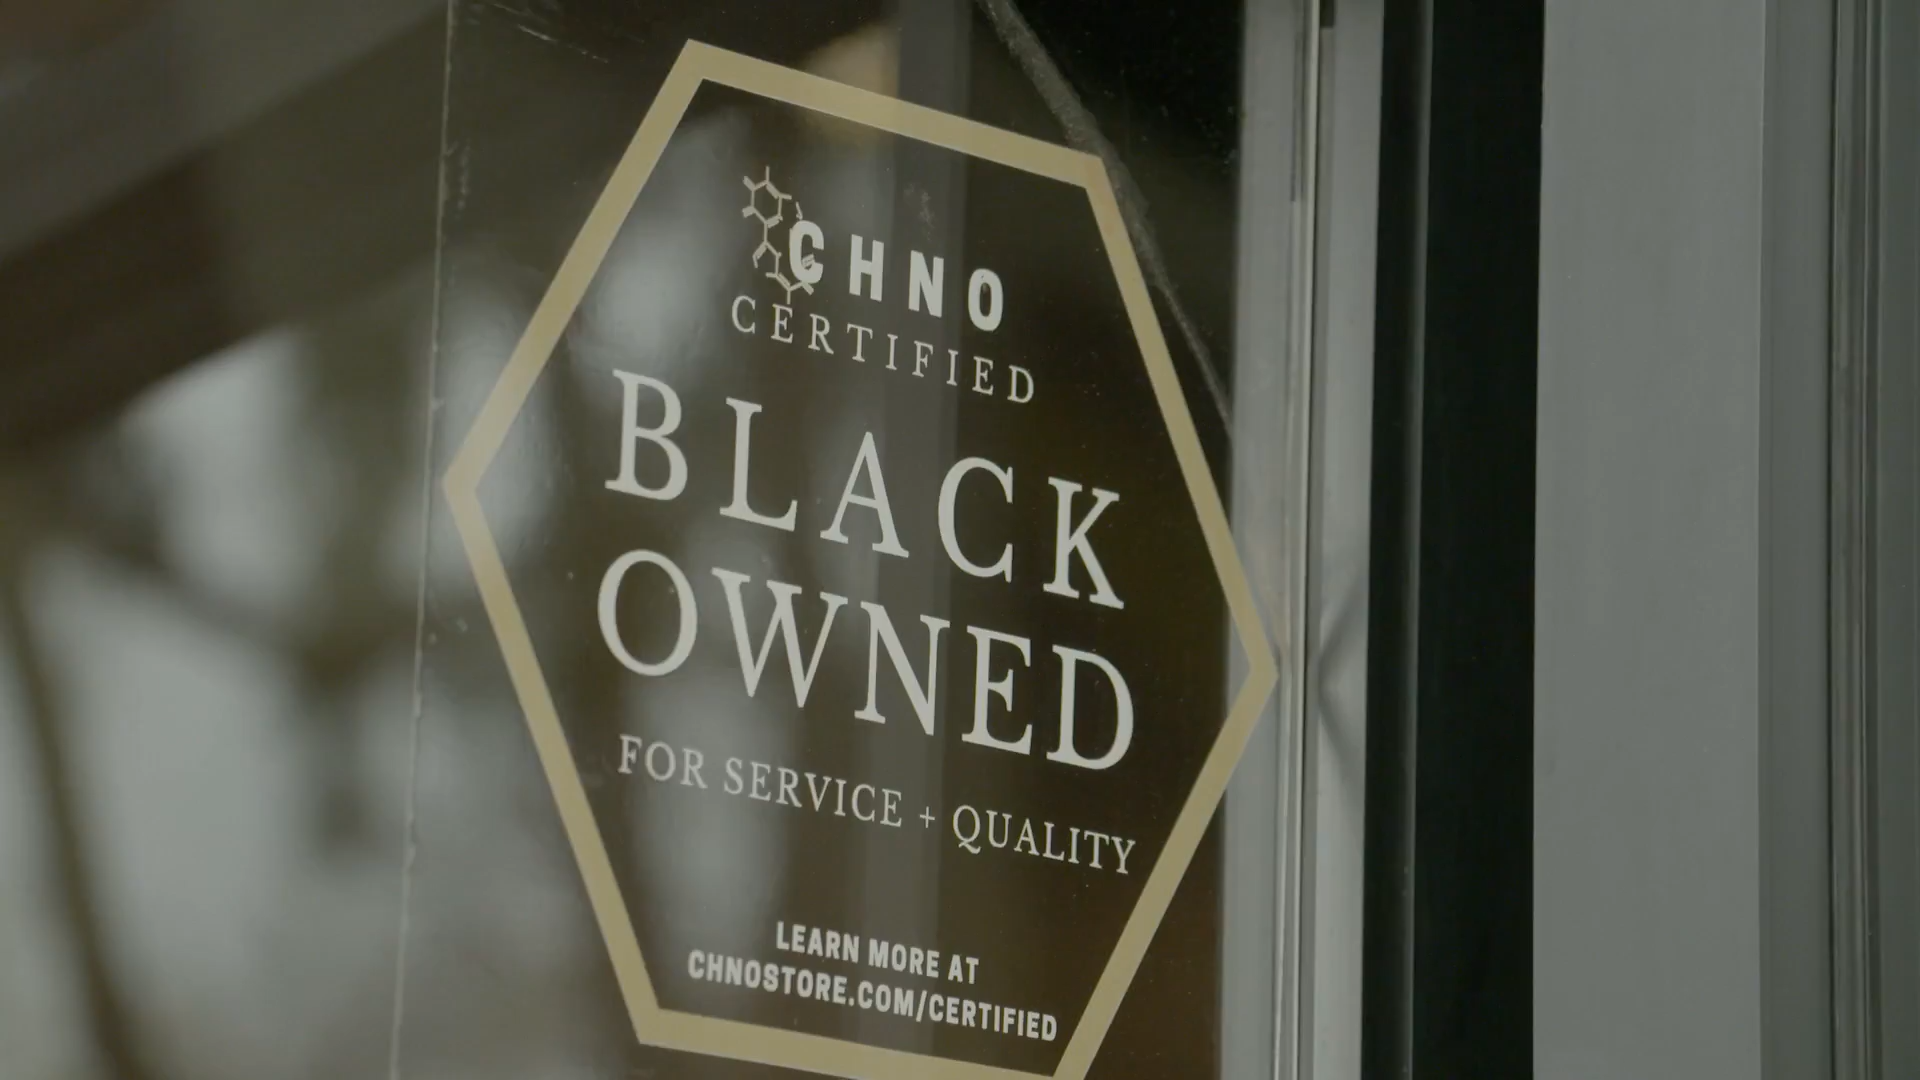 CHNO
CERTIFIED
BLACK
OWNED
FOR SERVICE + QUALITY
LEARN MORE AT
CHNOSTORE.COM/CERTIFIED